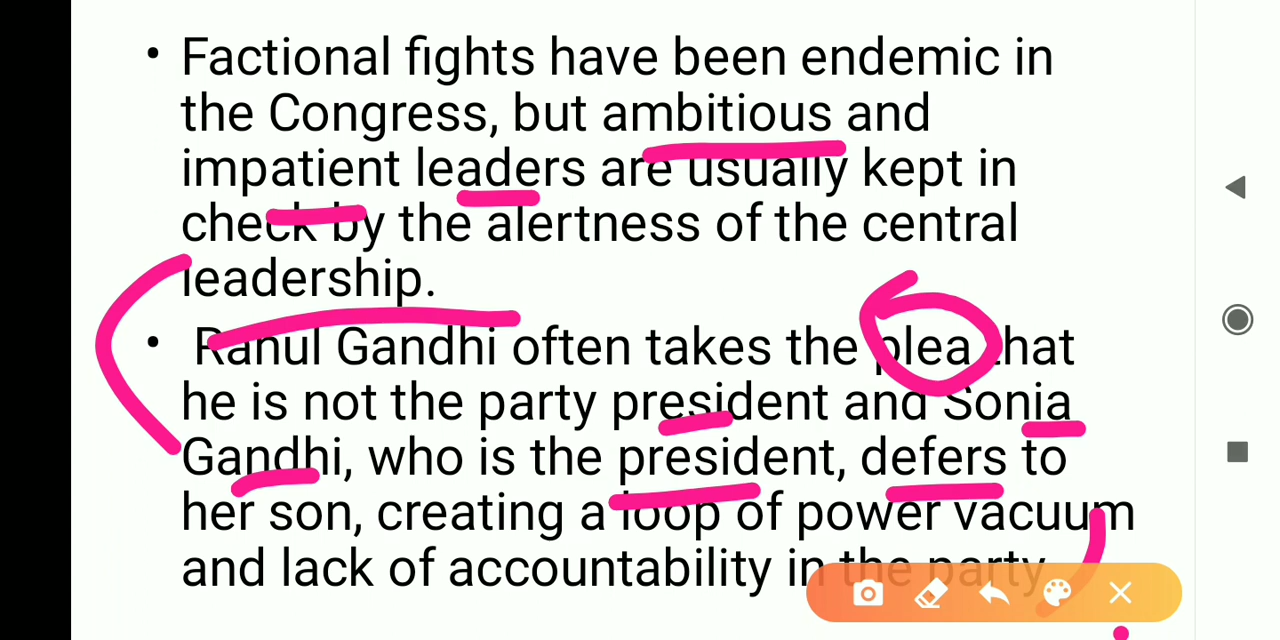 • Factional fights have been endemic in
the Congress, but ambitious and
impatient leaders are usually kept in
check by the alertness of the central
leadership.
• Rahul Gandhi often takes the plea that
he is not the party president and Sonia
Gandhi, who is the president, defers to
her son, creating a loop of power vacuum
and lack of accountability in the party